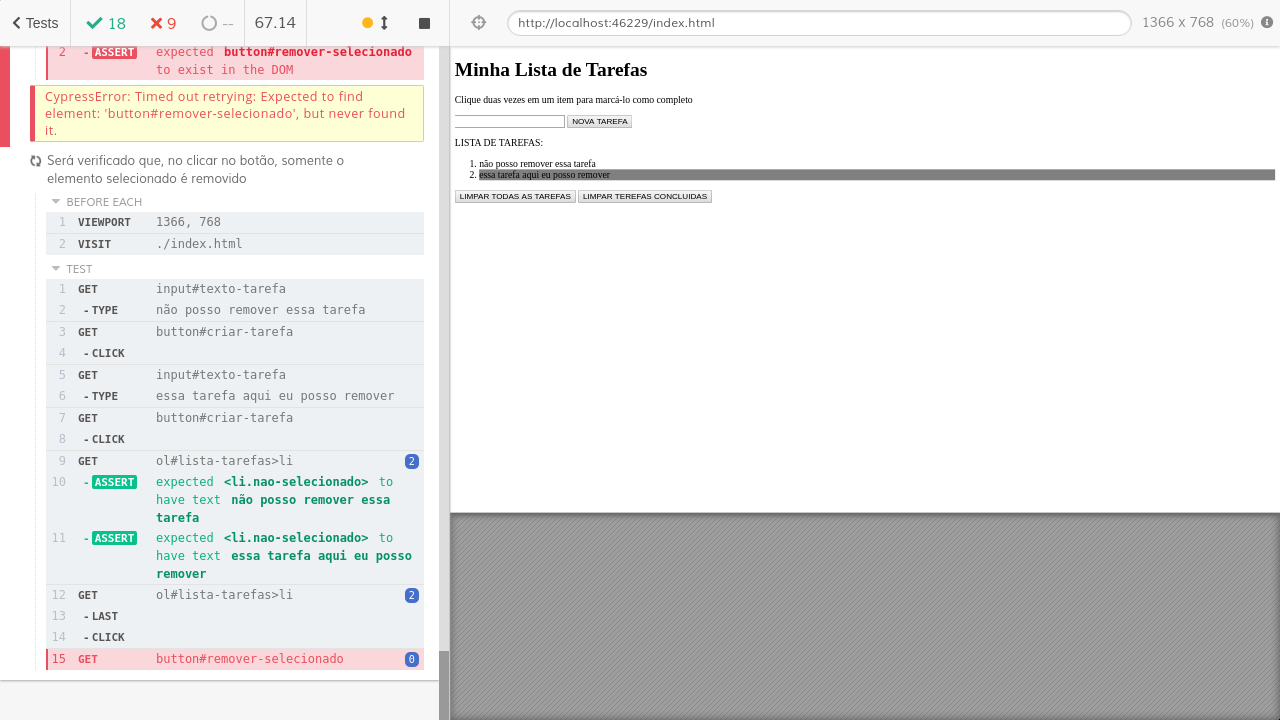 Tests
18
9
--
67.14
http://localhost:46229/index.html
1366 x 768 (60%)
2 - ASSERT expected button#remover-selecionado
to exist in the DOM
CypressError: Timed out retrying: Expected to find
element: 'button#remover-selecionado', but never found
it.
Será verificado que, no clicar no botão, somente o
elemento selecionado é removido
BEFORE EACH
1 VIEWPORT 1366, 768
2 VISIT ./index.html
TEST
1 GET input#texto-tarefa
2 - TYPE não posso remover essa tarefa
3 GET button#criar-tarefa
4 - CLICK
5 GET input#texto-tarefa
6 - TYPE essa tarefa aqui eu posso remover
7 GET button#criar-tarefa
8 - CLICK
9 GET ol#lista-tarefas>li 2
10 - ASSERT expected <li.nao-selecionado> to
have text não posso remover essa
tarefa
11 - ASSERT expected <li.nao-selecionado> to
have text essa tarefa aqui eu posso
remover
12 GET ol#lista-tarefas>li 2
13 - LAST
14 - CLICK
15 GET button#remover-selecionado 0
Minha Lista de Tarefas
Clique duas vezes em um item para marcá-lo como completo
NOVA TAREFA
LISTA DE TAREFAS:
1. não posso remover essa tarefa
2. essa tarefa aqui eu posso remover
LIMPAR TODAS AS TAREFAS LIMPAR TEREFAS CONCLUIDAS